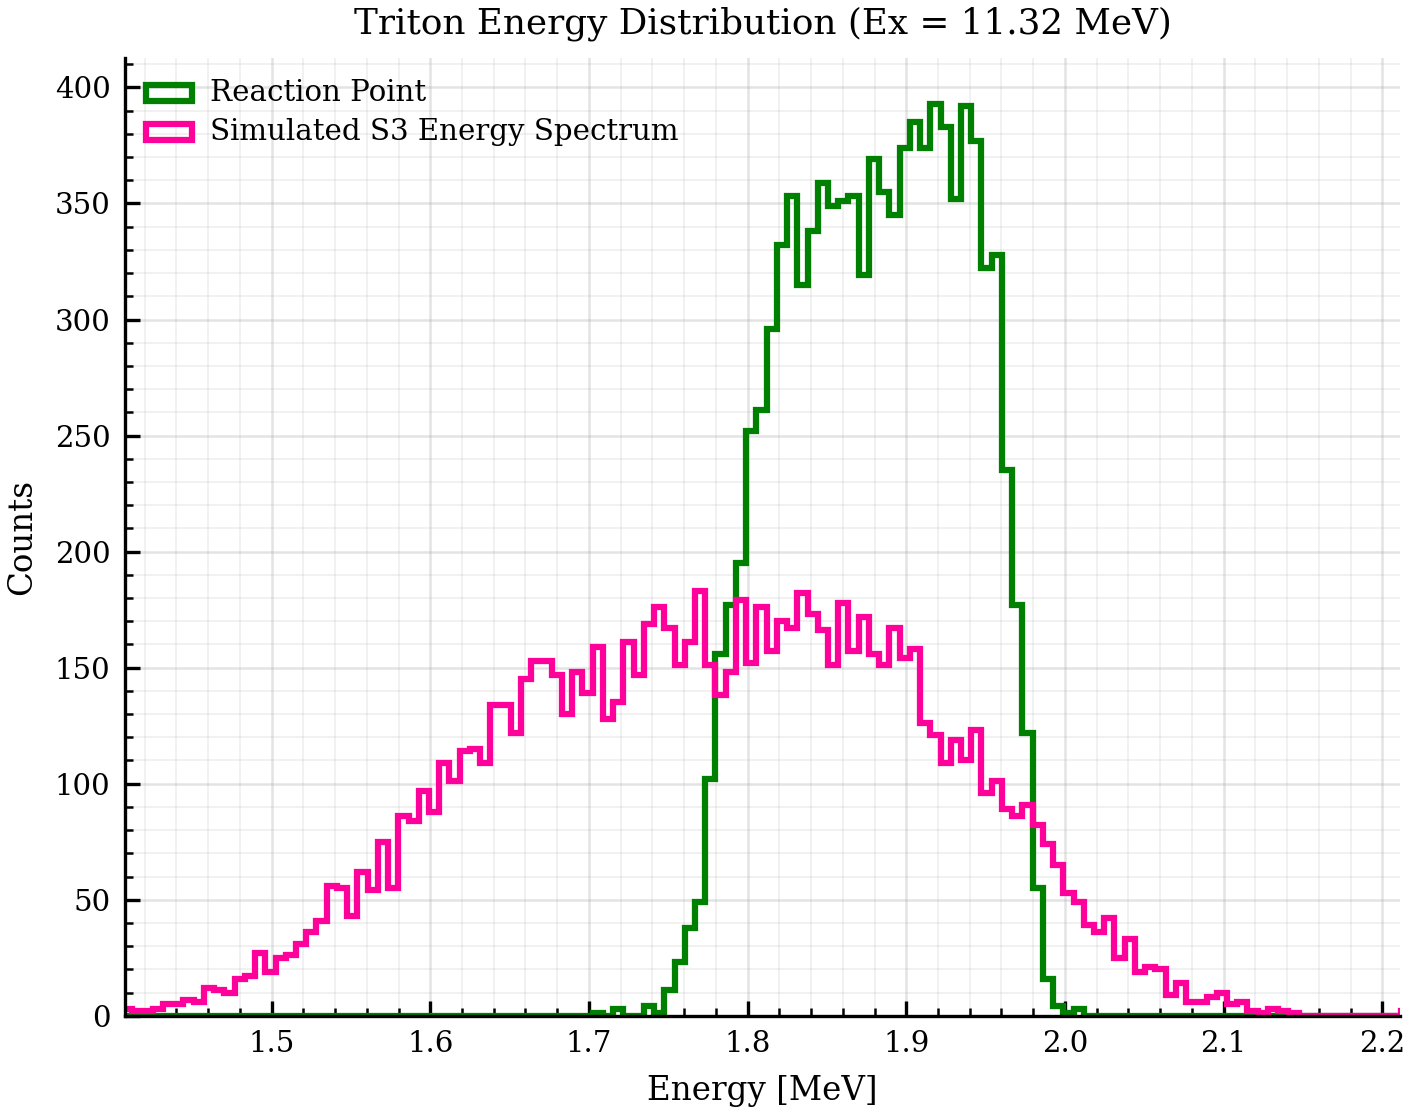 Triton Energy Distribution (Ex = 11.32 MeV)
Reaction Point
Simulated S3 Energy Spectrum
400
350
300
250
200
150
100
50
0
Counts
1.5 1.6 1.7 1.8 1.9 2.0 2.1 2.2
Energy [MeV]